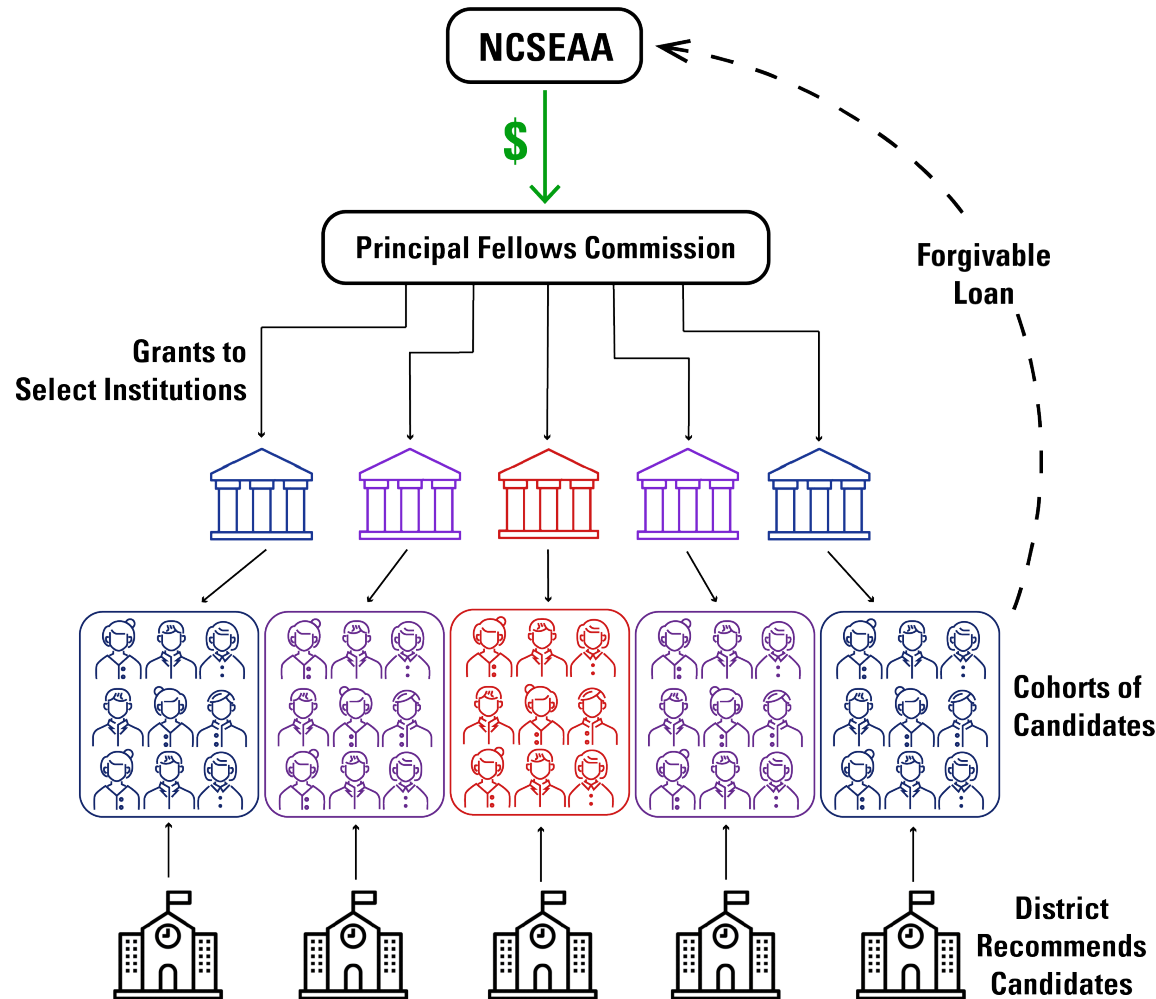 NCSEAA
$
Principal Fellows Commission
Forgivable
Loan
Grants to
Select Institutions
Cohorts of
Candidates
District
Recommends
Candidates